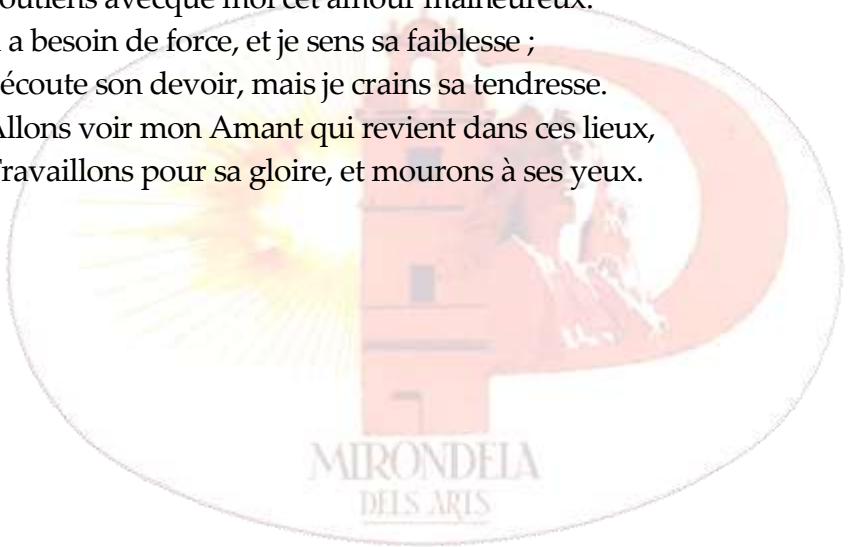 outiens avecque moi cet amour malheureux.
a besoin de force, et je sens sa faiblesse ;
écoute son devoir, mais je crains sa tendresse.
Allons voir mon Amant qui revient dans ces lieux,
Travaillons pour sa gloire, et mourons à ses yeux.
MIRONDELA
DELS ARTS